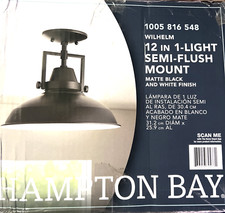 1005 816 548
WILHELM
12 IN 1-LIGHT
SEMI-FLUSH
MOUNT
MATTE BLACK
AND WHITE FINISH
LÁMPARA DE 1 LUZ
DE INSTALACIÓN SEMI
AL RAS, DE 30.4 CM
ACABADO EN BLANCO
Y NEGRO MATE
31.2 CM DIÁM X
25.9 CM AL
SCAN ME
HAMPTON BAY